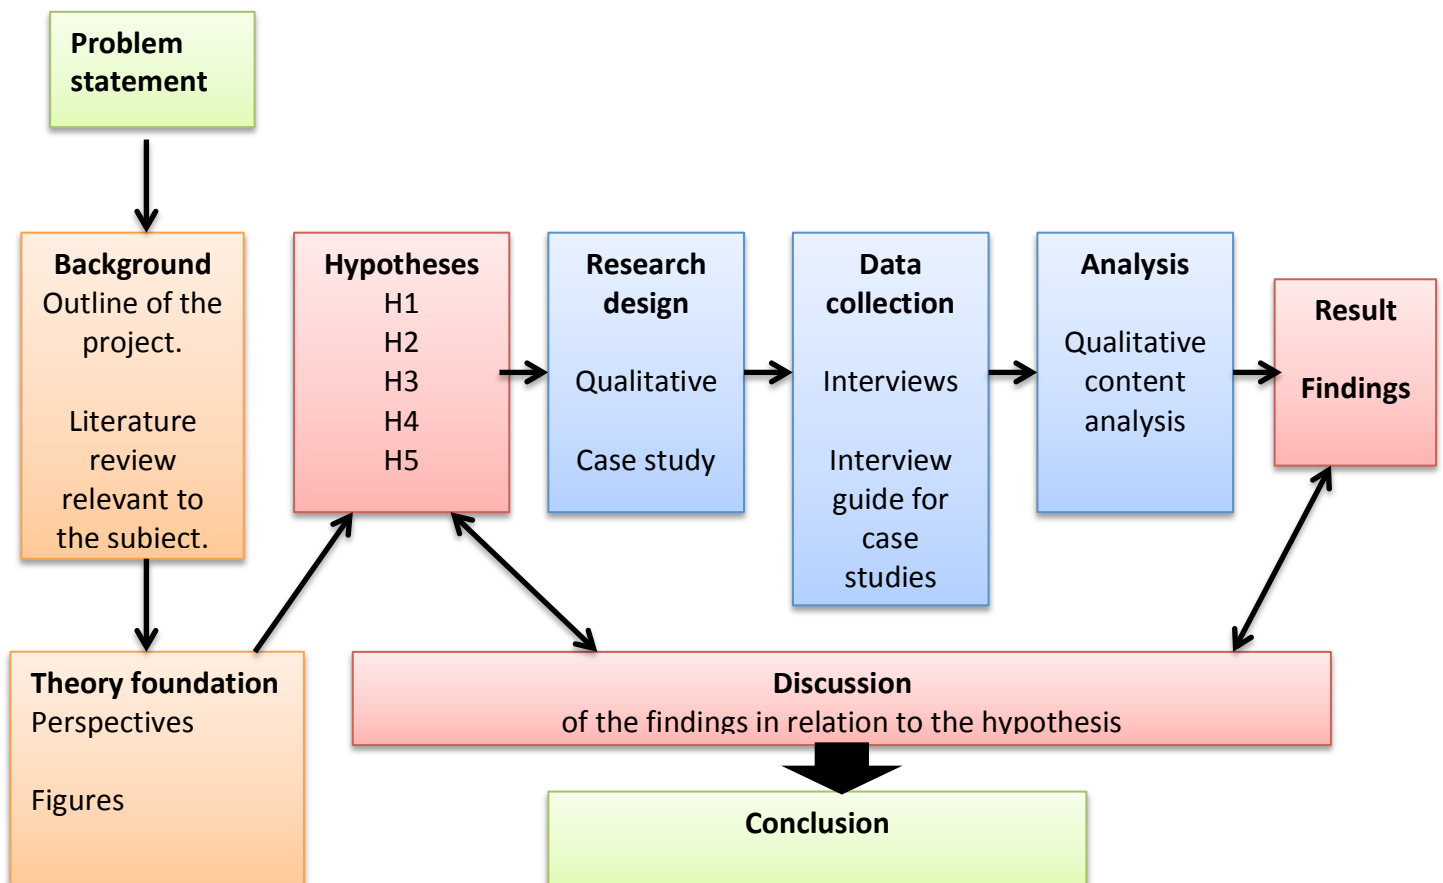 Problem
statement
Background
Outline of the
project.
Literature
review
relevant to
the subject.
Theory foundation
Perspectives
Figures
Hypotheses
H1
H2
H3
H4
H5
Research
design
Qualitative
Case study
Data
collection
Interviews
Interview
guide for
case
studies
Analysis
Qualitative
content
analysis
Result
Findings
Discussion
of the findings in relation to the hypothesis
Conclusion